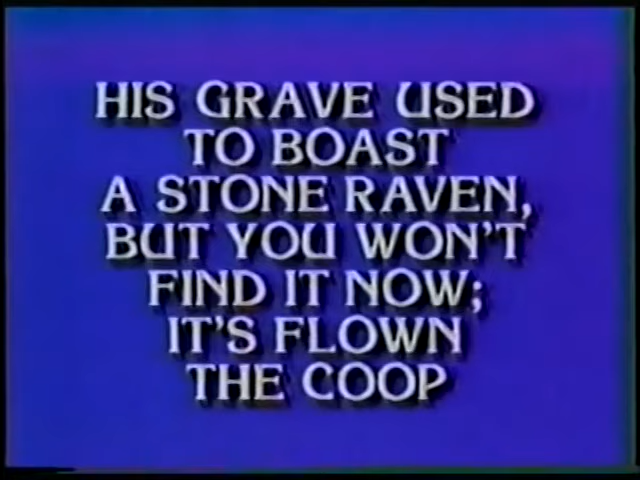 HIS GRAVE USED
TO BOAST
A STONE RAVEN,
BUT YOU WON'T
FIND IT NOW;
IT'S FLOWN
THE COOP